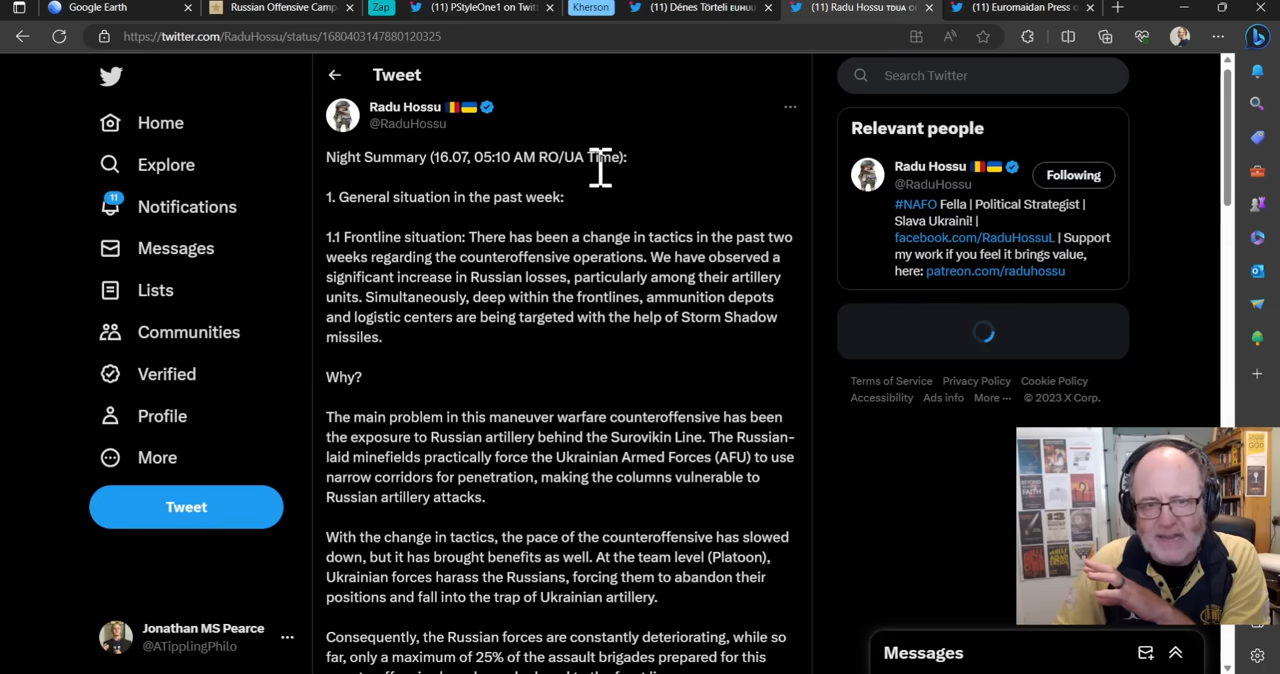 Google Earth
Russian Offensive Camp
Zap
(11) PStyleOne1 on Twit
Kherson
(11) Dénes Törteli EUHUU
(11) Radu Hossu TDUA o
(11) Euromaidan Press o
https://twitter.com/RaduHossu/status/1680403147880120325
Home
Explore
11
Notifications
Messages
Lists
Communities
Verified
Profile
More
Tweet
Jonathan MS Pearce
@ATipplingPhilo
Tweet
Radu Hossu
@RaduHossu
Night Summary (16.07, 05:10 AM RO/UA Time):
1. General situation in the past week:
1.1 Frontline situation: There has been a change in tactics in the past two
weeks regarding the counteroffensive operations. We have observed a
significant increase in Russian losses, particularly among their artillery
units. Simultaneously, deep within the frontlines, ammunition depots
and logistic centers are being targeted with the help of Storm Shadow
missiles.
Why?
The main problem in this maneuver warfare counteroffensive has been
the exposure to Russian artillery behind the Surovikin Line. The Russian-
laid minefields practically force the Ukrainian Armed Forces (AFU) to use
narrow corridors for penetration, making the columns vulnerable to
Russian artillery attacks.
With the change in tactics, the pace of the counteroffensive has slowed
down, but it has brought benefits as well. At the team level (Platoon),
Ukrainian forces harass the Russians, forcing them to abandon their
positions and fall into the trap of Ukrainian artillery.
Consequently, the Russian forces are constantly deteriorating, while so
far, only a maximum of 25% of the assault brigades prepared for this
Search Twitter
Relevant people
Radu Hossu
@RaduHossu
Following
#NAFO Fella | Political Strategist |
Slava Ukraini! |
facebook.com/RaduHossuL | Support
my work if you feel it brings value,
here: patreon.com/raduhossu
Terms of Service Privacy Policy Cookie Policy
Accessibility Ads info More ··· © 2023 X Corp.
Messages